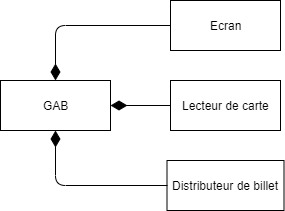 Ecran
GAB
Lecteur de carte
Distributeur de billet